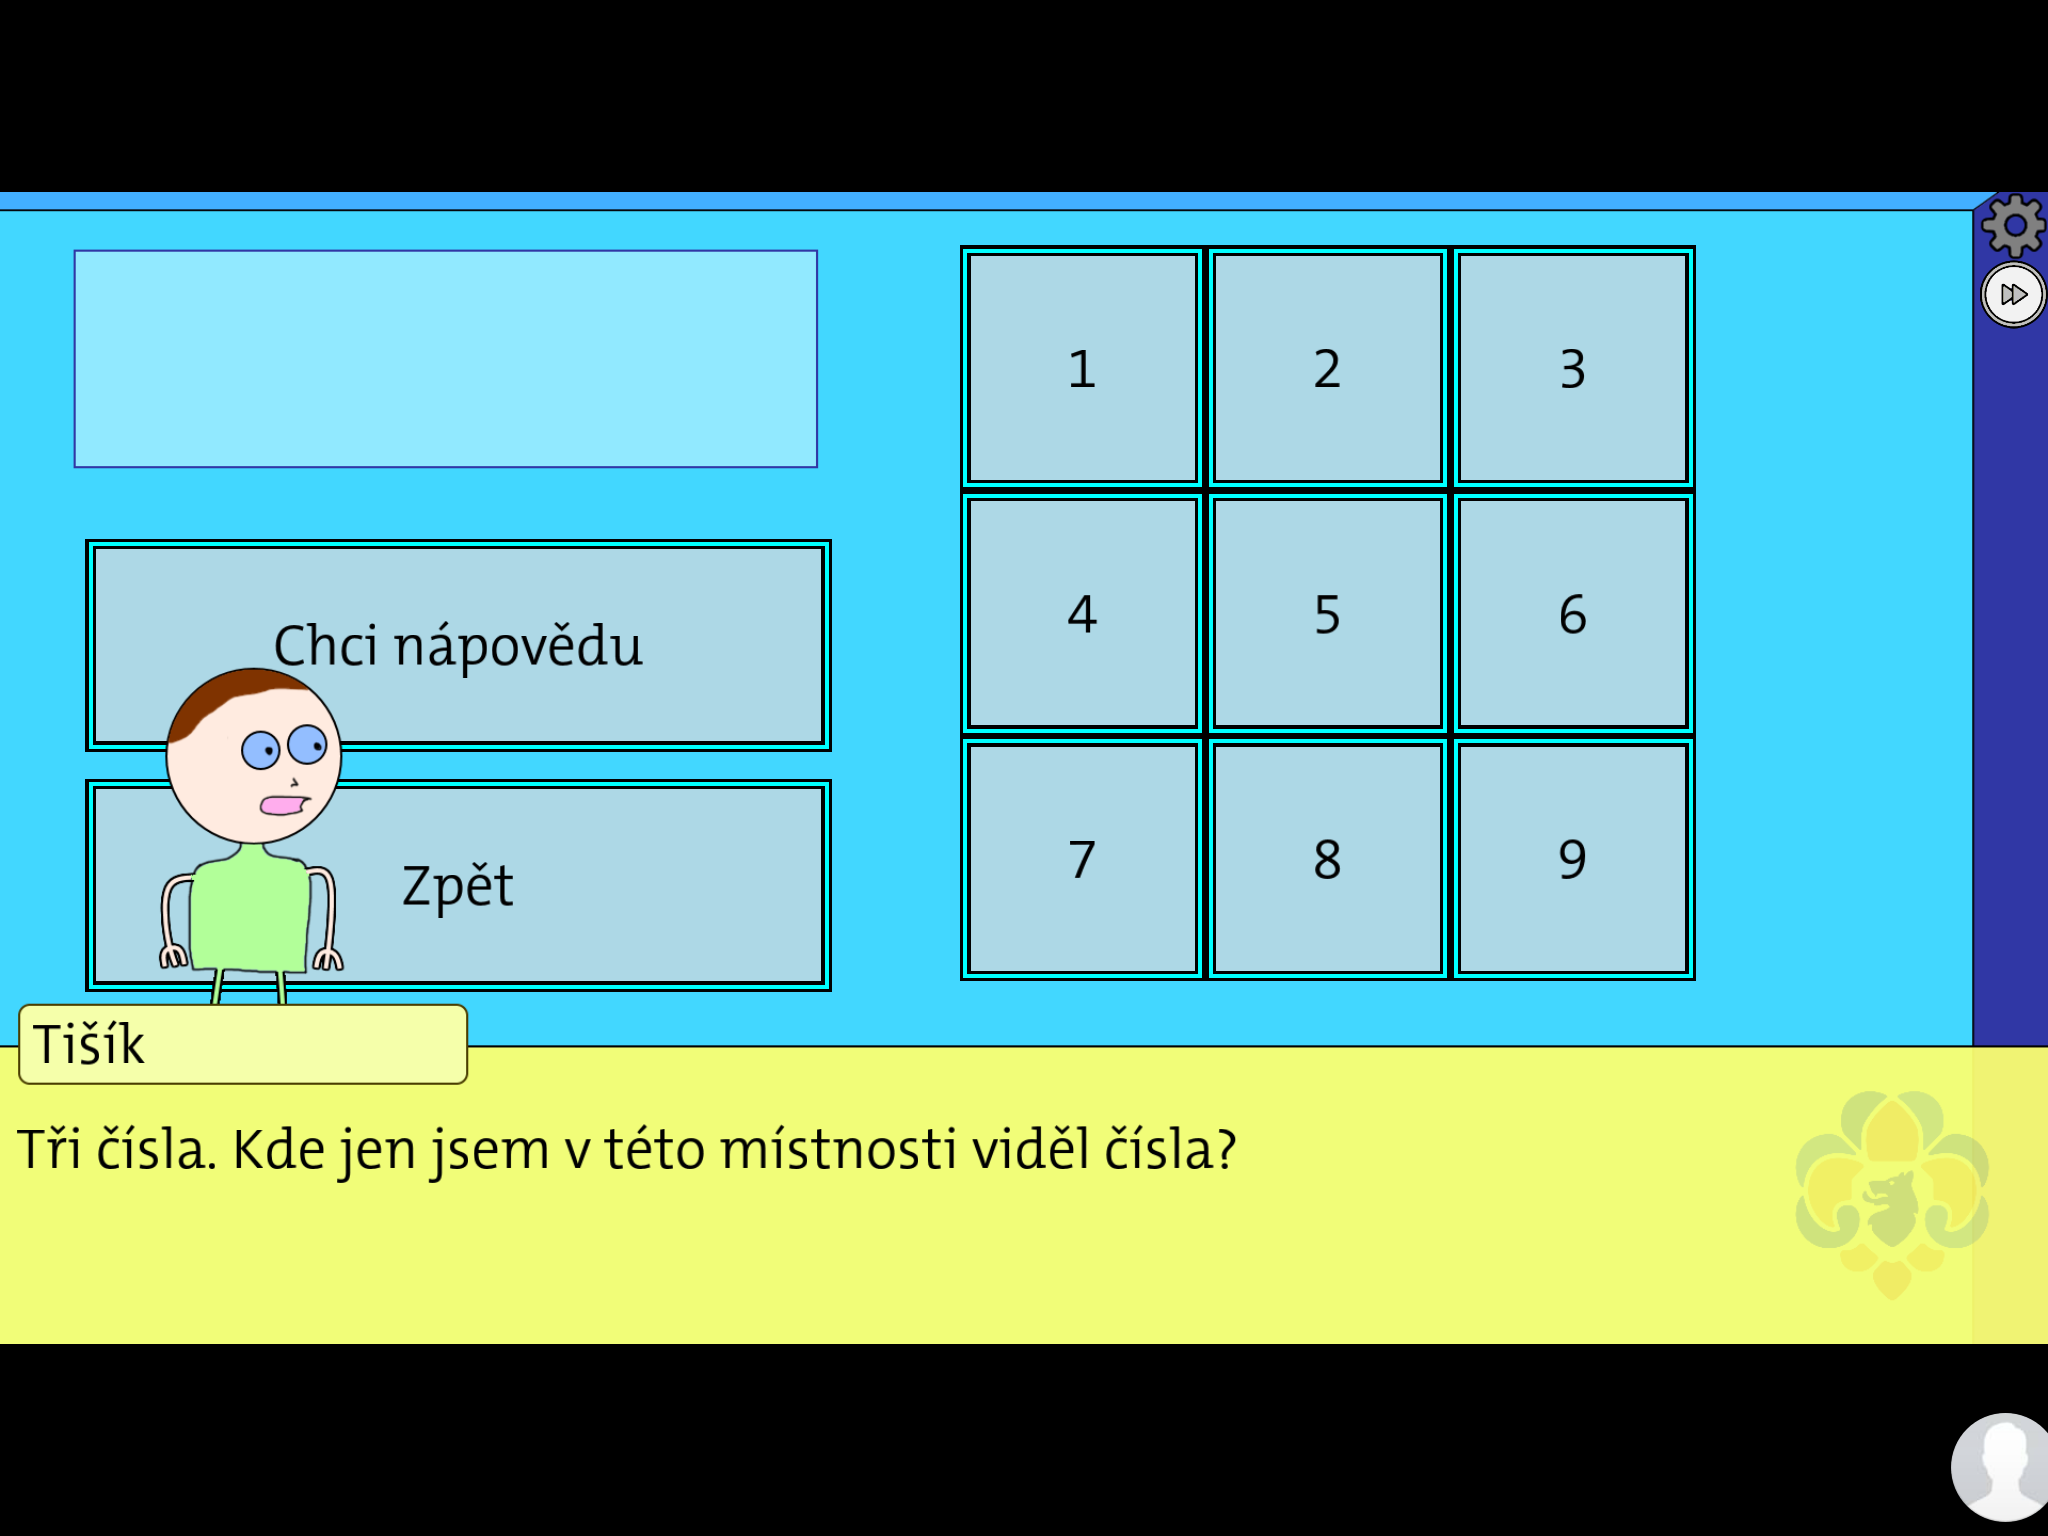 1 2 3
Chci nápovědu
4 5 6
Zpět
7 8 9
Tišík
Tři čísla. Kde jen jsem v této místnosti viděl čísla?